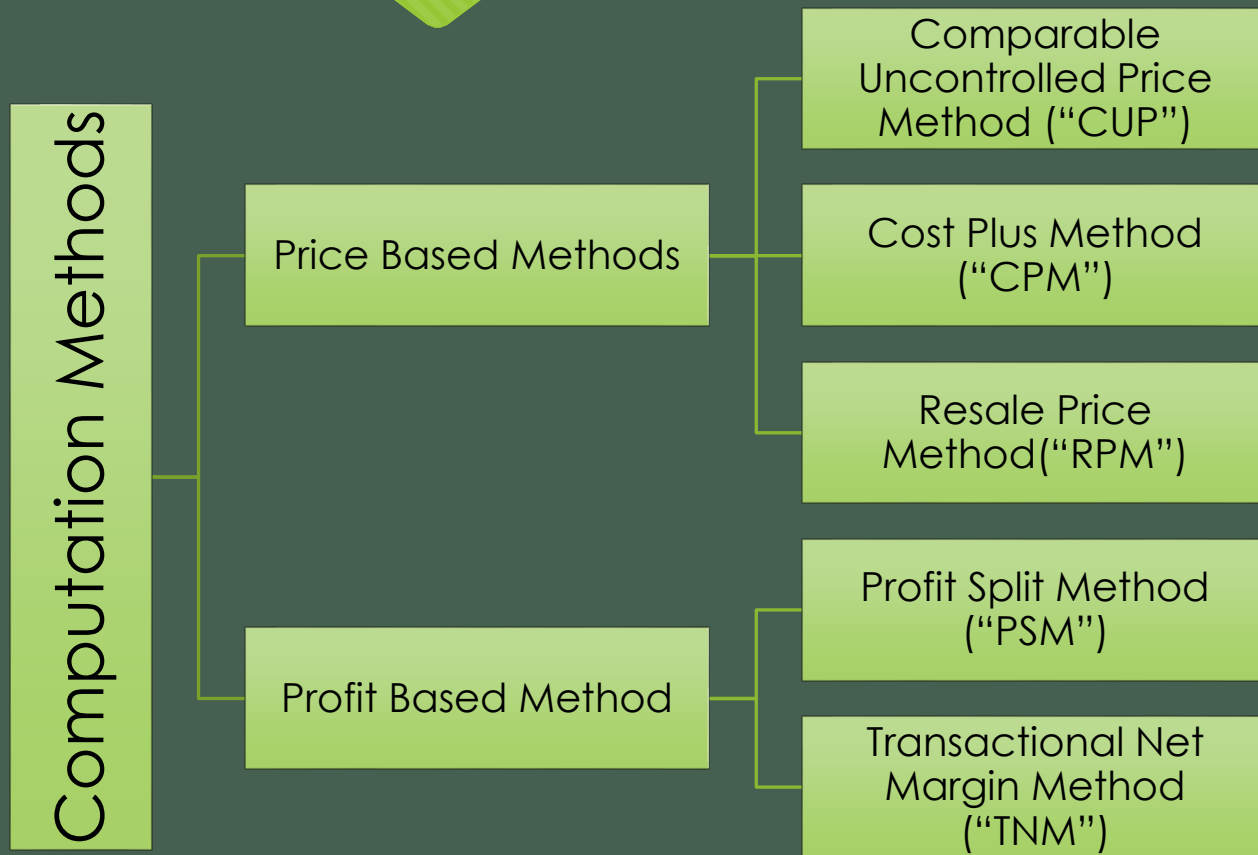 Computation Methods
Price Based Methods
Comparable
Uncontrolled Price
Method (“CUP”)
Cost Plus Method
(“CPM”)
Resale Price
Method(“RPM”)
Profit Based Method
Profit Split Method
(“PSM”)
Transactional Net
Margin Method
(“TNM”)